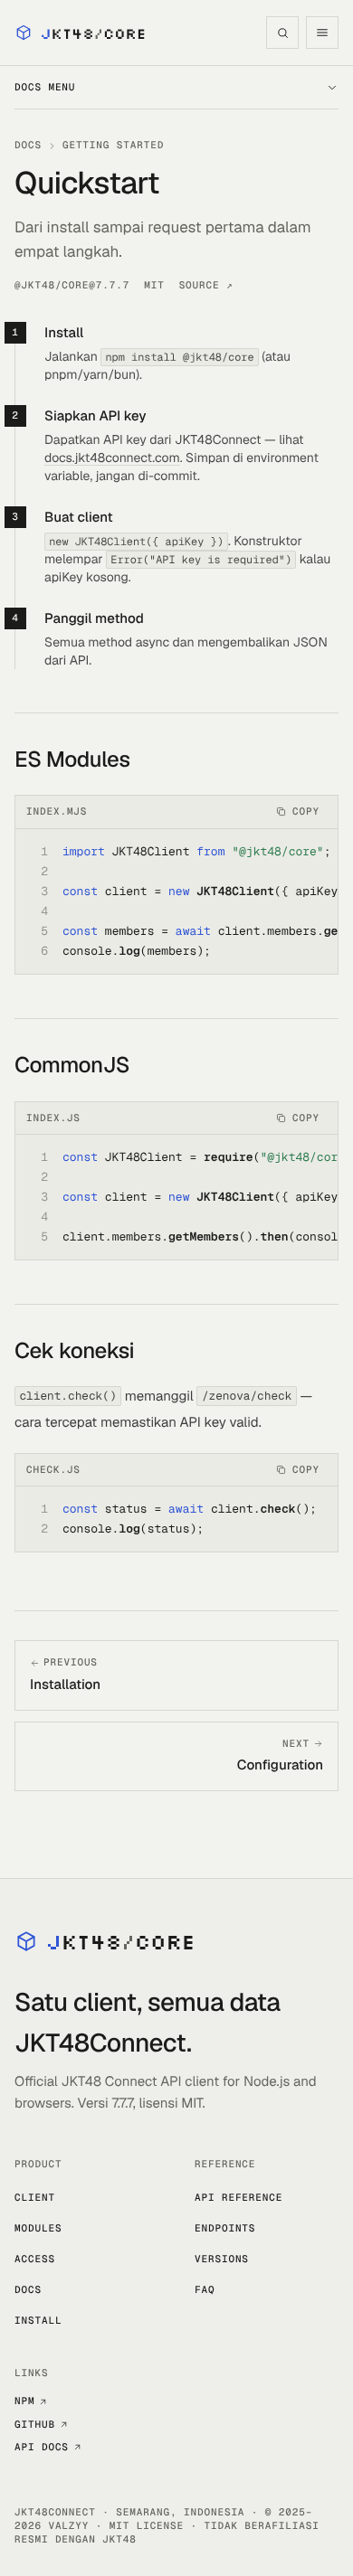 JKT48/CORE
DOCS MENU
DOCS > GETTING STARTED
Quickstart
Dari install sampai request pertama dalam
empat langkah.
@JKT48/CORE@7.7.7 MIT SOURCE ↗
1 Install
Jalankan npm install @jkt48/core (atau
pnpm/yarn/bun).
2 Siapkan API key
Dapatkan API key dari JKT48Connect — lihat
docs.jkt48connect.com. Simpan di environment
variable, jangan di-commit.
3 Buat client
new JKT48Client({ apiKey }). Konstruktor
melempar Error("API key is required") kalau
apiKey kosong.
4 Panggil method
Semua method async dan mengembalikan JSON
dari API.
ES Modules
INDEX.MJS COPY
1 import JKT48Client from "@jkt48/core";
2
3 const client = new JKT48Client({ apiKey
4
5 const members = await client.members.ge
6 console.log(members);
CommonJS
INDEX.JS COPY
1 const JKT48Client = require("@jkt48/cor
2
3 const client = new JKT48Client({ apiKey
4
5 client.members.getMembers().then(consol
Cek koneksi
client.check() memanggil /zenova/check —
cara tercepat memastikan API key valid.
CHECK.JS COPY
1 const status = await client.check();
2 console.log(status);
← PREVIOUS
Installation
NEXT →
Configuration
JKT48/CORE
Satu client, semua data
JKT48Connect.
Official JKT48 Connect API client for Node.js and
browsers. Versi 7.7.7, lisensi MIT.
PRODUCT REFERENCE
CLIENT API REFERENCE
MODULES ENDPOINTS
ACCESS VERSIONS
DOCS FAQ
INSTALL
LINKS
NPM ↗
GITHUB ↗
API DOCS ↗
JKT48CONNECT · SEMARANG, INDONESIA · © 2025–
2026 VALZYY · MIT LICENSE · TIDAK BERAFILIASI
RESMI DENGAN JKT48